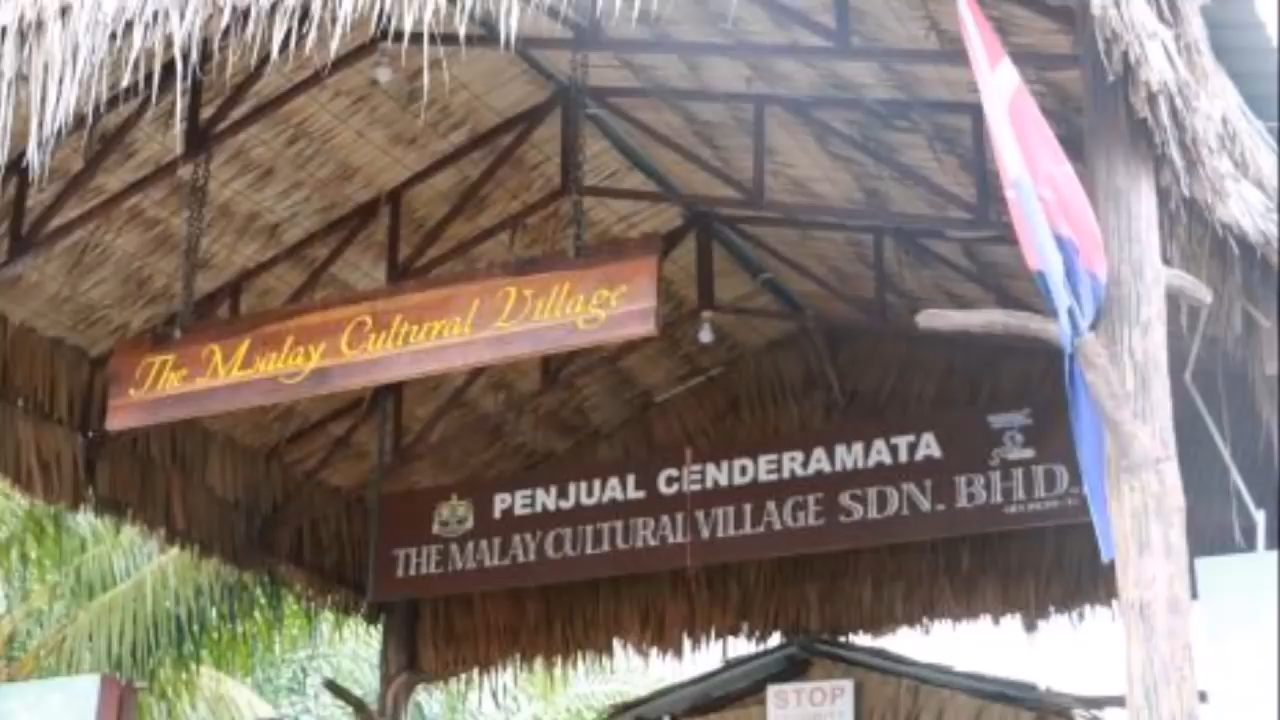 The Malay Cultural Village
PENJUAL CENDERAMATA
THE MALAY CULTURAL VILLAGE SDN. BHD.
STOP